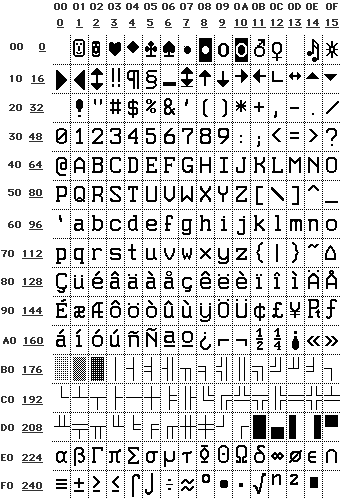 00 01 02 03 04 05 06 07 08 09 0A 0B 0C 0D 0E 0F
0 1 2 3 4 5 6 7 8 9 10 11 12 13 14 15
00 0 ☺ ☻ ♥ ♦ ♣ ♠ • ◘ ○ ◙ ♂ ♀ ♫ ☼
10 16 ► ◄ ↕ ‼ ¶ § ▬ ↨ ↑ ↓ → ← ∟ ↔ ▲ ▼
20 32 ! " # $ % & ' ( ) * + , - . /
30 48 0 1 2 3 4 5 6 7 8 9 : ; < = > ?
40 64 @ A B C D E F G H I J K L M N O
50 80 P Q R S T U V W X Y Z [ \ ] ^ _
60 96 ` a b c d e f g h i j k l m n o
70 112 p q r s t u v w x y z { | } ~ ⌂
80 128 Ç ü é â ä à å ç ê ë è ï î ì Ä Å
90 144 É æ Æ ô ö ò û ù ÿ Ö Ü ¢ £ ¥ ₧ ƒ
A0 160 á í ó ú ñ Ñ ª º ¿ ⌐ ¬ ½ ¼ ¡ « »
B0 176 ░ ▒ ▓ │ ┤ ╡ ╢ ╖ ╕ ╣ ║ ╗ ╝ ╜ ╛ ┐
C0 192 └ ┴ ┬ ├ ─ ┼ ╞ ╟ ╚ ╔ ╩ ╦ ╠ ═ ╬ ╧
D0 208 ╨ ╤ ╥ ╙ ╘ ╒ ╓ ╫ ╪ ┘ ┌ █ ▄ ▌ ▐ ▀
E0 224 α β Γ π Σ σ µ τ Φ Θ Ω δ ∞ ø ε ∩
F0 240 ≡ ± ≥ ≤ ⌠ ⌡ ÷ ≈ ° • · √ ⁿ ² ■